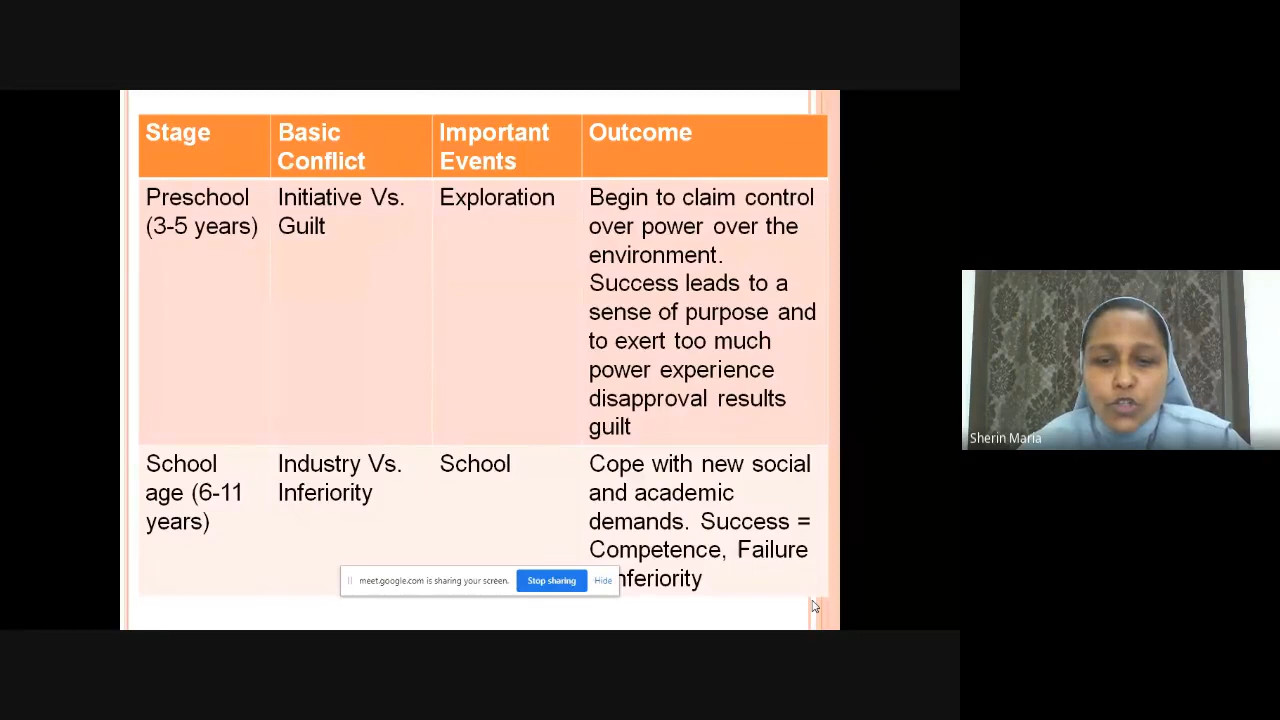 Stage
Basic
Conflict
Important
Events
Outcome
Preschool
(3-5 years)
Initiative Vs.
Guilt
Exploration
Begin to claim control
over power over the
environment.
Success leads to a
sense of purpose and
to exert too much
power experience
disapproval results
guilt
School
age (6-11
years)
Industry Vs.
Inferiority
School
Cope with new social
and academic
demands. Success =
Competence, Failure
nferiority
meet.google.com is sharing your screen.
Stop sharing
Hide
Sherin Maria